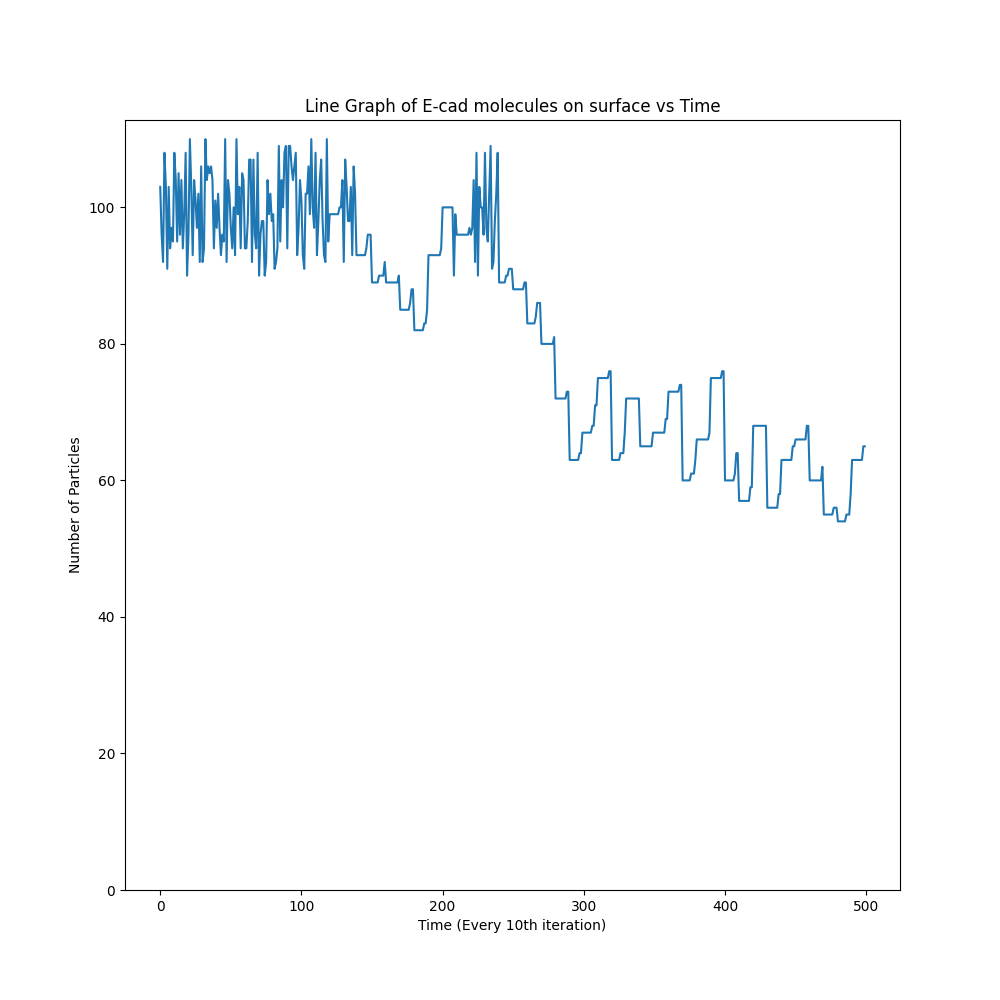 Line Graph of E-cad molecules on surface vs Time
Number of Particles
100
80
60
40
20
0
0 100 200 300 400 500
Time (Every 10th iteration)